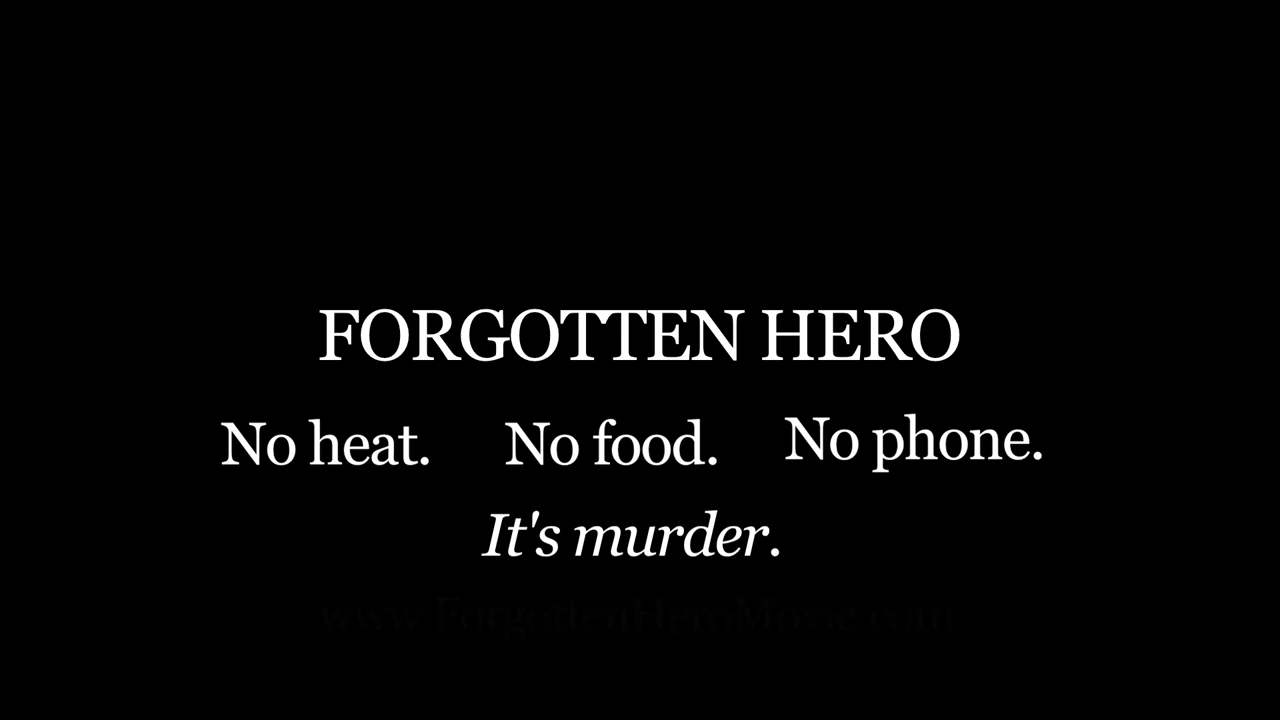 FORGOTTEN HERO
No heat. No food. No phone.
It's murder.
www.ForgottenHeroMovie.com